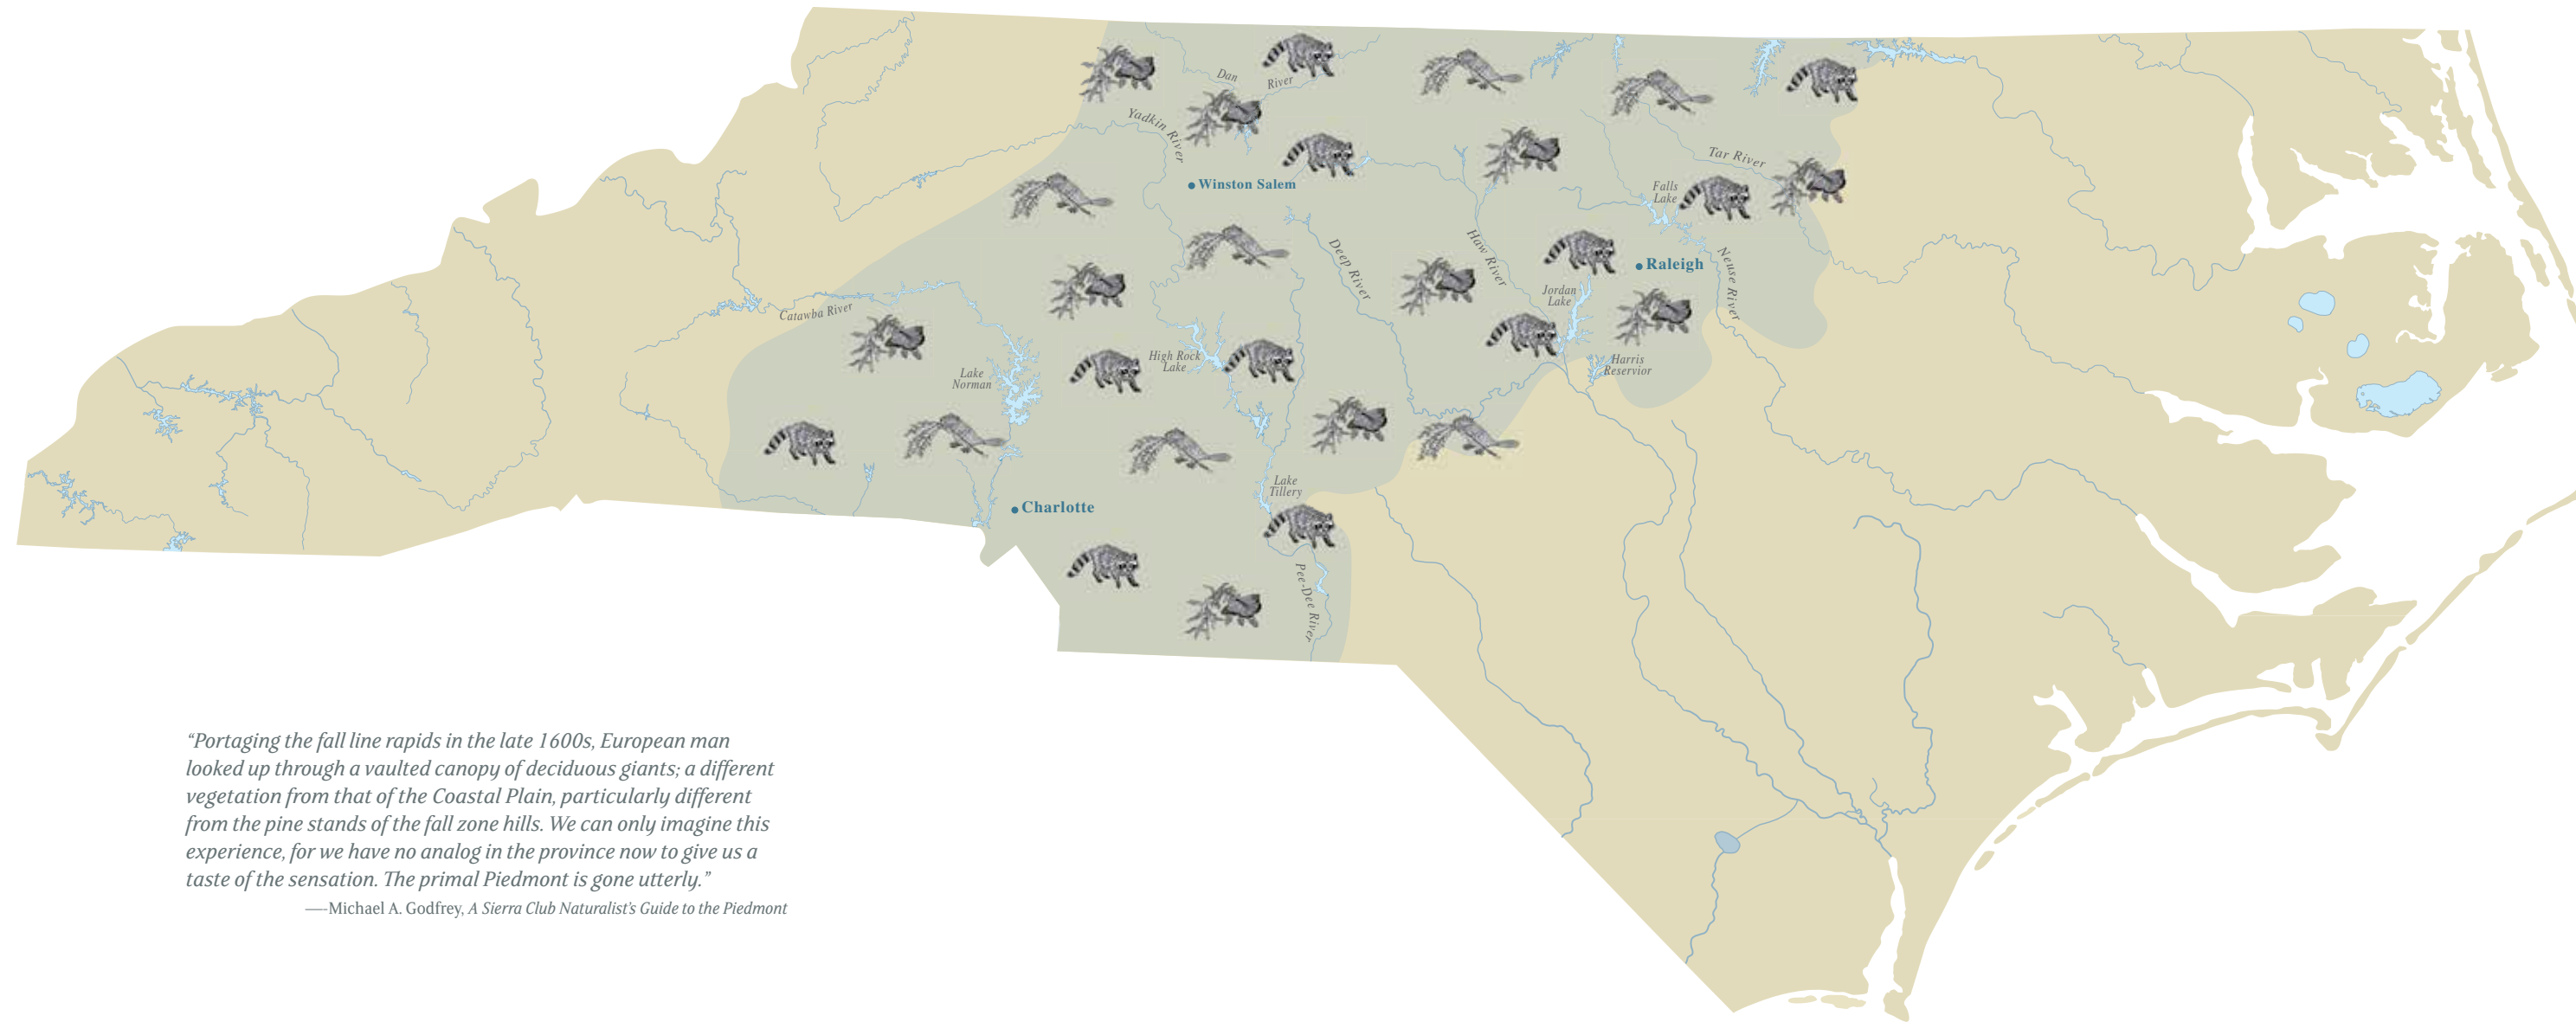 Dan
River
Yadkin River
Tar River
Winston Salem
Falls
Lake
Deep River
Haw River
Raleigh
Neuse River
Jordan
Lake
Catawba River
High Rock
Lake
Harris
Reservior
Lake
Norman
Lake
Tillery
Charlotte
Pee-Dee River
“Portaging the fall line rapids in the late 1600s, European man
looked up through a vaulted canopy of deciduous giants; a different
vegetation from that of the Coastal Plain, particularly different
from the pine stands of the fall zone hills. We can only imagine this
experience, for we have no analog in the province now to give us a
taste of the sensation. The primal Piedmont is gone utterly.”
—-Michael A. Godfrey, A Sierra Club Naturalist’s Guide to the Piedmont